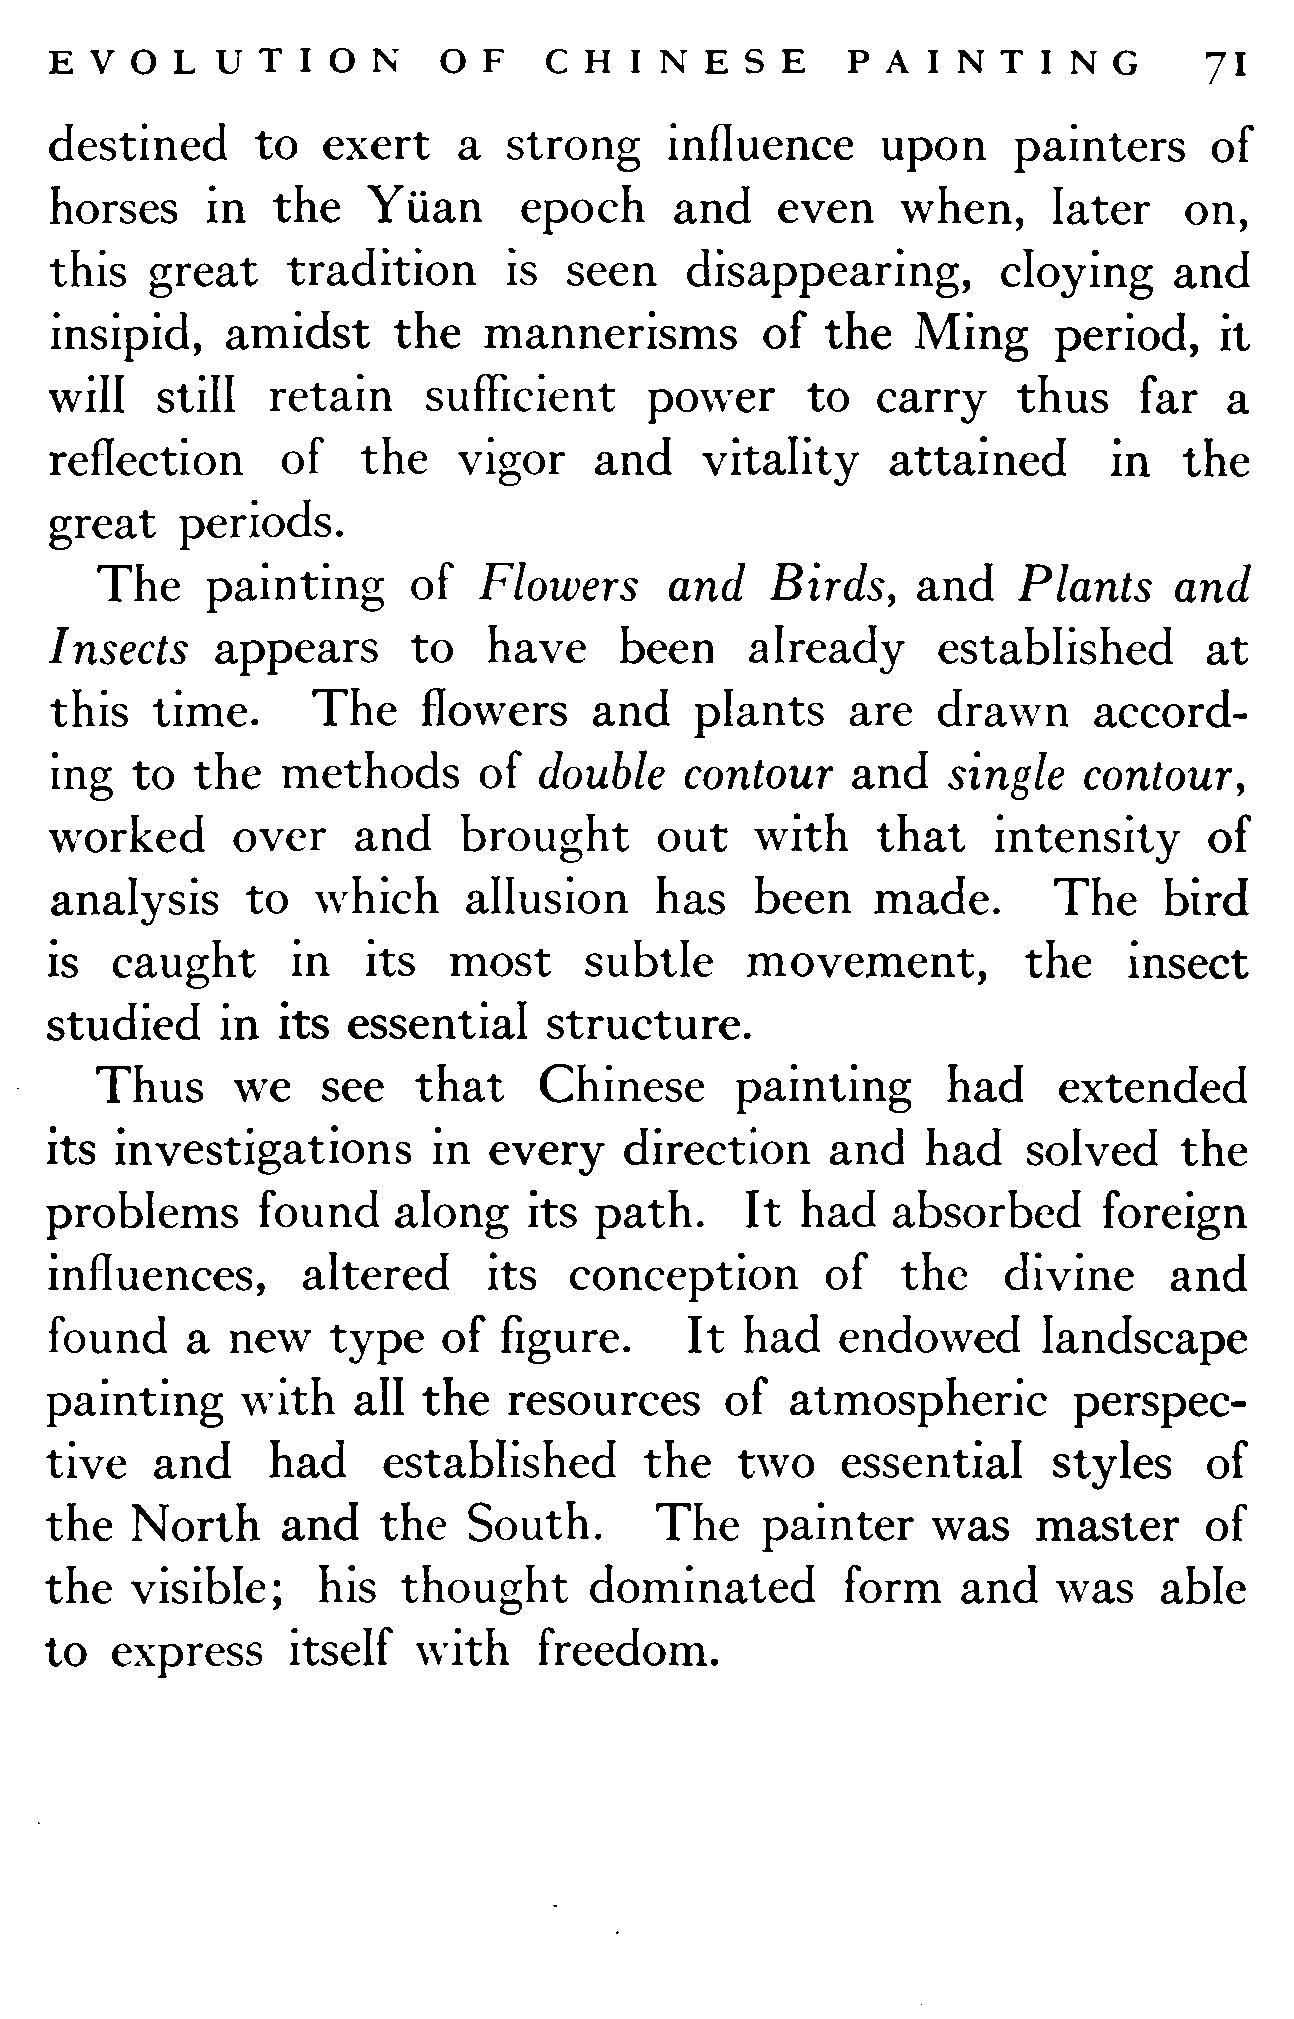 EVOLUTION OF CHINESE PAINTING 71
destined to exert a strong influence upon painters of
horses in the Yüan epoch and even when, later on,
this great tradition is seen disappearing, cloying and
insipid, amidst the mannerisms of the Ming period, it
will still retain sufficient power to carry thus far a
reflection of the vigor and vitality attained in the
great periods.
The painting of Flowers and Birds, and Plants and
Insects appears to have been already established at
this time. The flowers and plants are drawn accord-
ing to the methods of double contour and single contour,
worked over and brought out with that intensity of
analysis to which allusion has been made. The bird
is caught in its most subtle movement, the insect
studied in its essential structure.
Thus we see that Chinese painting had extended
its investigations in every direction and had solved the
problems found along its path. It had absorbed foreign
influences, altered its conception of the divine and
found a new type of figure. It had endowed landscape
painting with all the resources of atmospheric perspec-
tive and had established the two essential styles of
the North and the South. The painter was master of
the visible; his thought dominated form and was able
to express itself with freedom.